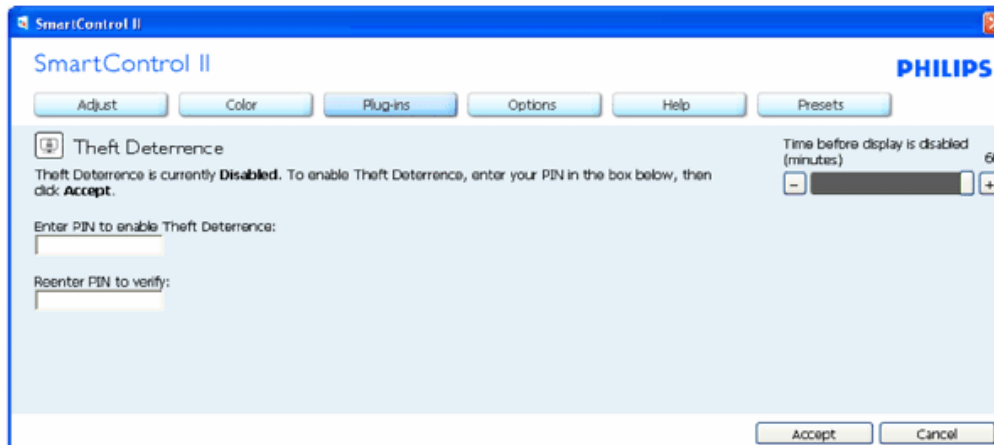 SmartControl II
SmartControl II
PHILIPS
Adjust Color Plug-ins Options Help Presets
Theft Deterrence
Time before display is disabled
(minutes)
Theft Deterrence is currently Disabled. To enable Theft Deterrence, enter your PIN in the box below, then
click Accept.
- +
Enter PIN to enable Theft Deterrence:
Reenter PIN to verify:
Accept Cancel